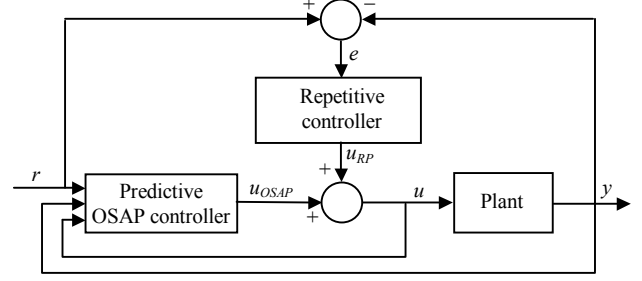 + −
e
Repetitive
controller
u_RP
+
r
Predictive
OSAP controller
u_OSAP
+
u
Plant
y